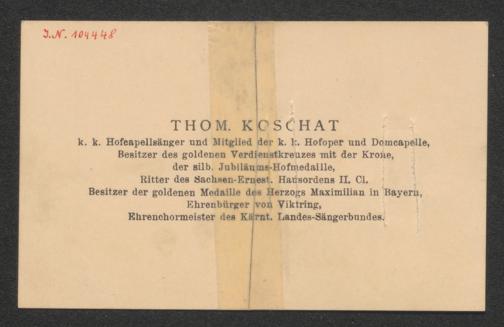 J.N. 104448
THOM. KOSCHAT
k. k. Hofcapellsänger und Mitglied der k. k. Hofoper und Domcapelle,
Besitzer des goldenen Verdienstkreuzes mit der Krone,
der silb. Jubiläums-Hofmedaille,
Ritter des Sachsen-Ernest. Hausordens II. Cl.
Besitzer der goldenen Medaille des Herzogs Maximilian in Bayern,
Ehrenbürger von Viktring,
Ehrenchormeister des Kärnt. Landes-Sängerbundes.